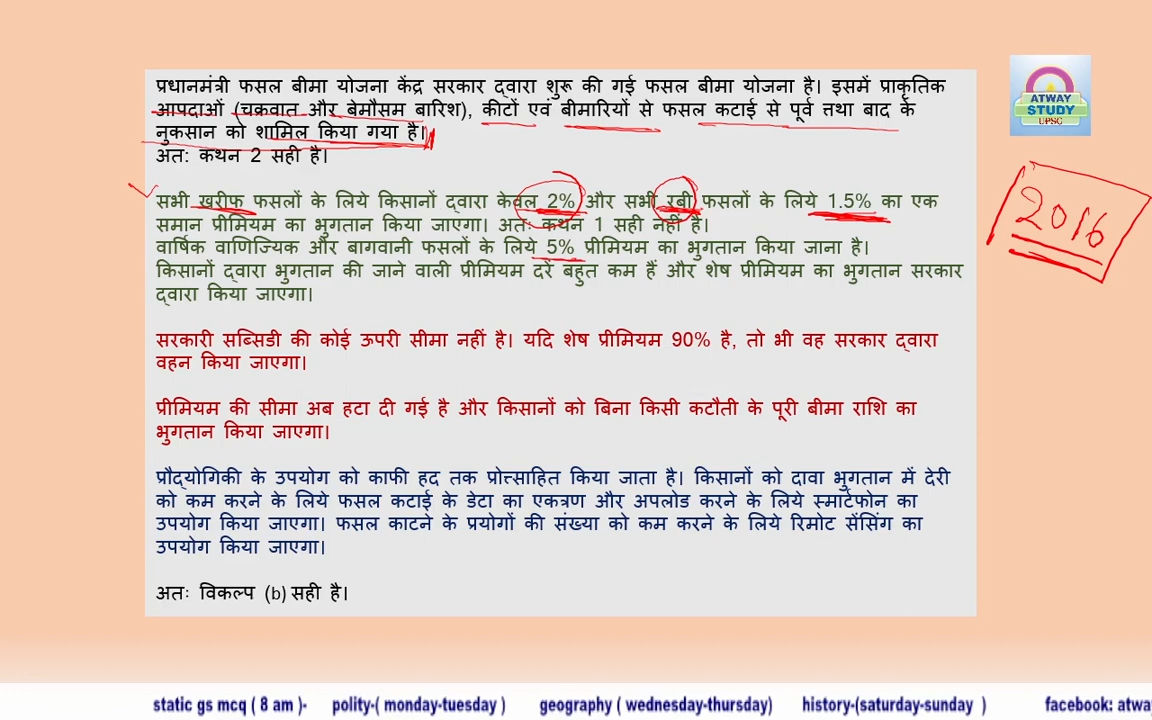 प्रधानमंत्री फसल बीमा योजना केंद्र सरकार द्वारा शुरू की गई फसल बीमा योजना है। इसमें प्राकृतिक
आपदाओं (चक्रवात और बेमौसम बारिश), कीटों एवं बीमारियों से फसल कटाई से पूर्व तथा बाद के
नुकसान को शामिल किया गया है।
अतः कथन 2 सही है।
सभी खरीफ फसलों के लिये किसानों द्वारा केवल 2% और सभी रबी फसलों के लिये 1.5% का एक
समान प्रीमियम का भुगतान किया जाएगा। अतः कथन 1 सही नहीं है।
वार्षिक वाणिज्यिक और बागवानी फसलों के लिये 5% प्रीमियम का भुगतान किया जाना है।
किसानों द्वारा भुगतान की जाने वाली प्रीमियम दरें बहुत कम हैं और शेष प्रीमियम का भुगतान सरकार
द्वारा किया जाएगा।
सरकारी सब्सिडी की कोई ऊपरी सीमा नहीं है। यदि शेष प्रीमियम 90% है, तो भी वह सरकार द्वारा
वहन किया जाएगा।
प्रीमियम की सीमा अब हटा दी गई है और किसानों को बिना किसी कटौती के पूरी बीमा राशि का
भुगतान किया जाएगा।
प्रौद्योगिकी के उपयोग को काफी हद तक प्रोत्साहित किया जाता है। किसानों को दावा भुगतान में देरी
को कम करने के लिये फसल कटाई के डेटा का एकत्रण और अपलोड करने के लिये स्मार्टफोन का
उपयोग किया जाएगा। फसल काटने के प्रयोगों की संख्या को कम करने के लिये रिमोट सेंसिंग का
उपयोग किया जाएगा।
अतः विकल्प (b) सही है।
ATWAY
STUDY
UPSC
2016
static gs mcq ( 8 am )- polity-( monday-tuesday ) geography ( wednesday-thursday) history-(saturday-sunday ) facebook: atw